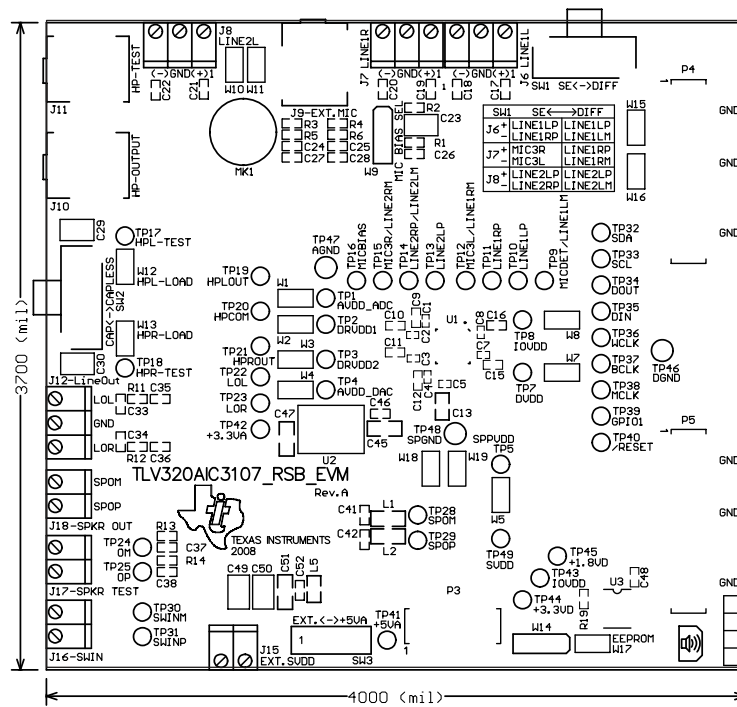 J8
LINE2L
HP-TEST
(-)GND(+)1
C22
C21
W10
W11
J9-EXT.MIC
J7 LINE1R
J6 LINE1L
(-)GND(+)1
(-)GND(+)1
C20
C19
1
C18
C17
SW1 SE<->DIFF
P4
J11
R3
R4
R5
R6
C24
C25
C27
C28
MK1
W9
MIC BIAS SEL
R2
C23
R1
C26
SW1 SE<-->DIFF
J6 + LINE1LP LINE1RP
- LINE1LP LINE1LM
J7 + MIC3R LINE1RP
- MIC3L LINE1RM
J8 + LINE2LP LINE2LP
- LINE2RP LINE2LM
W15
W16
GND
GND
GND
HP-OUTPUT
J10
C29
TP17
HPL-TEST
W12
HPL-LOAD
CAP<->CAPLESS
SW2
W13
HPR-LOAD
C30
TP18
HPR-TEST
TP47
AGND
TP16
MICBIAS
TP15
MIC3R/LINE2RM
TP14
LINE2RP/LINE2LM
TP13
LINE2LP
TP12
MIC3L/LINE1RM
TP11
LINE1RP
TP10
LINE1LP
TP9
MICDET/LINE1LM
TP32
SDA
TP33
SCL
TP34
DOUT
TP35
DIN
TP36
WCLK
TP37
BCLK
TP38
MCLK
TP39
GPIO1
TP40
/RESET
TP46
DGND
TP19
HPLOUT
TP20
HPCOM
W1
TP1
AVDD_ADC
W2
TP2
DRVDD1
TP21
HPROUT
W3
TP3
DRVDD2
TP22
LOL
W4
TP4
AVDD_DAC
TP23
LOR
TP42
+3.3VA
C9
C1
C10
C2
U1
C8
C16
C11
C3
C7
C15
C12
C4
C5
C13
TP8
IOVDD
W8
TP7
DVDD
W7
C47
U2
C46
C45
TP48
SPGND
SPPVDD
TP5
W18
W19
W5
TP49
SVDD
J12-LineOut
LOL
R11
C35
C33
GND
C34
LOR
R12
C36
SPOM
SPOP
J18-SPKR OUT
TLV320AIC3107_RSB_EVM
Rev.A
TEXAS INSTRUMENTS
2008
C41
L1
TP28
SPOM
C42
L2
TP29
SPOP
TP24
OM
R13
C37
R14
TP25
OP
C38
J17-SPKR TEST
TP30
SWINM
TP31
SWINP
J16-SWIN
C49
C50
C51
C52
L5
J15
EXT.SVDD
EXT.<->+5VA
1
SW3
TP41
+5VA
P3
1
TP45
+1.8VD
TP43
IOVDD
TP44
+3.3VD
U3
C48
R19
W14
EEPROM
W17
P5
GND
GND
GND
3700 (mil)
4000 (mil)